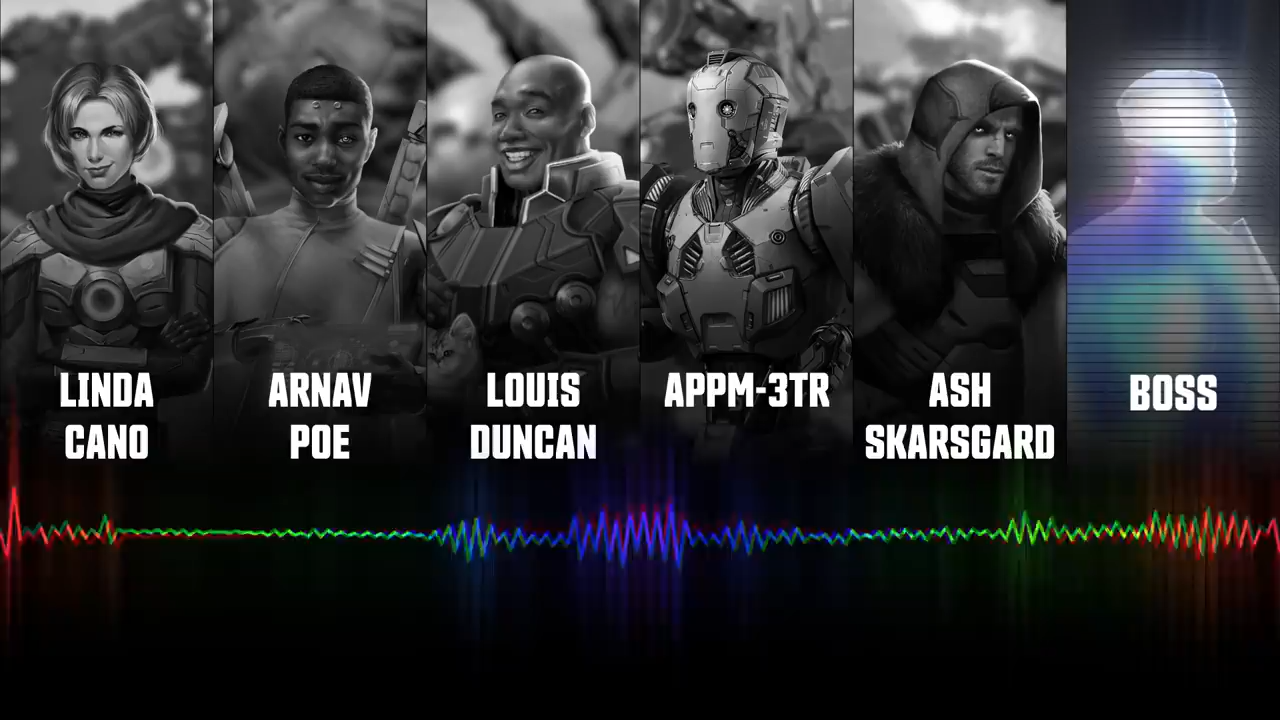 LINDA
CANO
ARNAV
POE
LOUIS
DUNCAN
APPM-3TR
ASH
SKARSGARD
BOSS